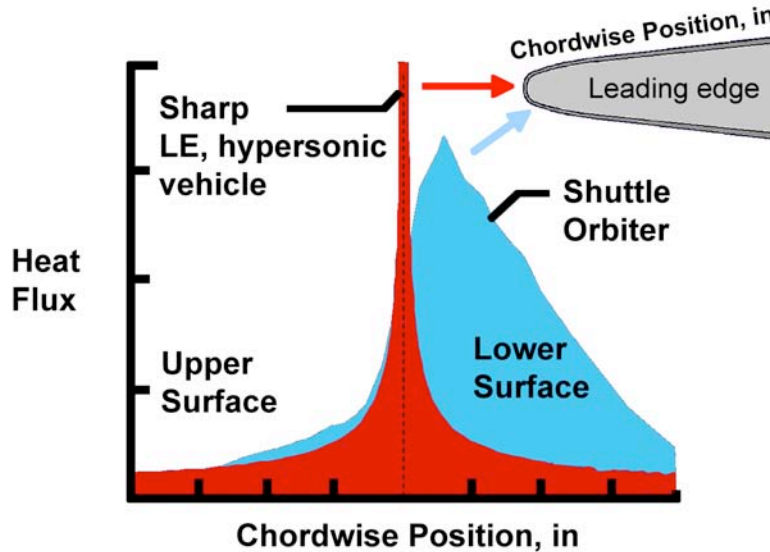 Chordwise Position, in
Leading edge
Sharp
LE, hypersonic
vehicle
Shuttle
Orbiter
Heat
Flux
Upper
Surface
Lower
Surface
Chordwise Position, in